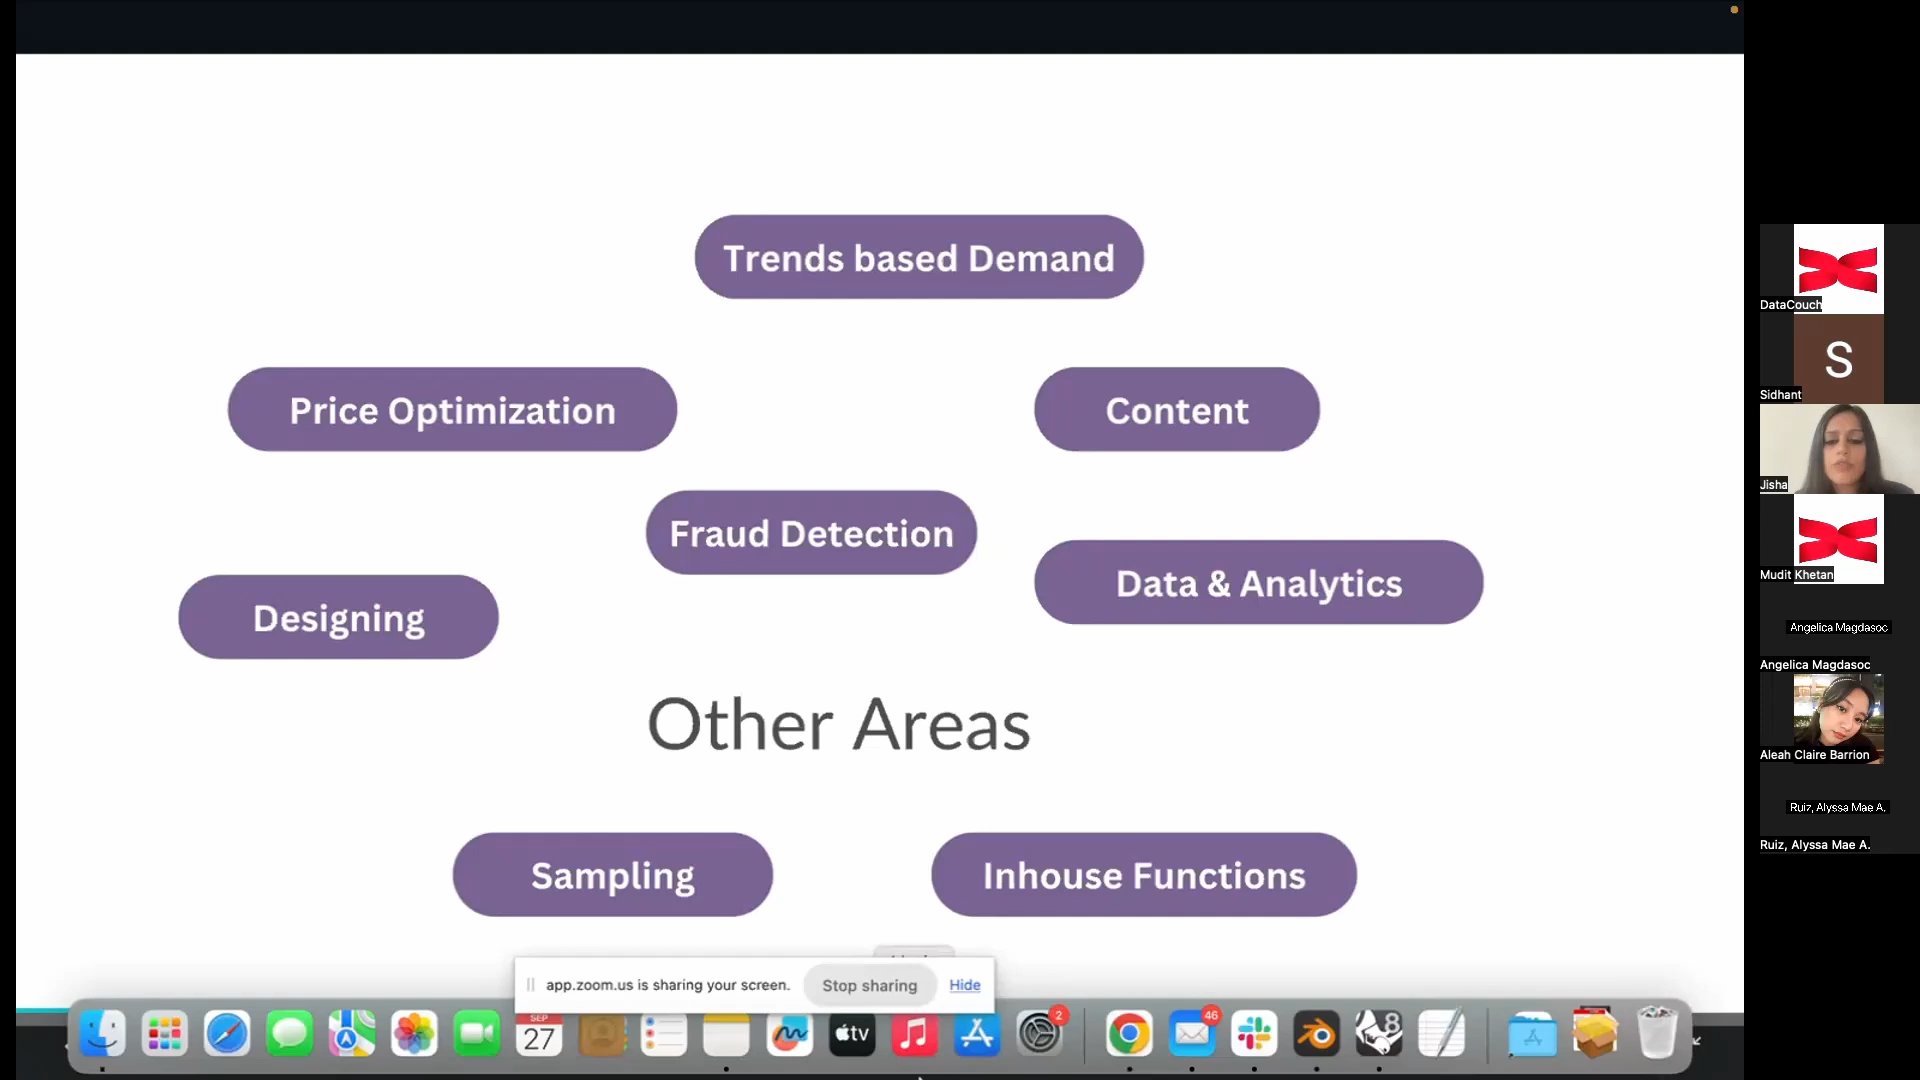 Trends based Demand
Price Optimization
Content
Fraud Detection
Data & Analytics
Designing
Other Areas
Sampling
Inhouse Functions
app.zoom.us is sharing your screen.
Stop sharing
Hide
SEP
27
tv
2
8
46
DataCouch
S
Sidhant
Jisha
Mudit Khetan
Angelica Magdasoc
Angelica Magdasoc
Aleah Claire Barrion
Ruiz, Alyssa Mae A.
Ruiz, Alyssa Mae A.